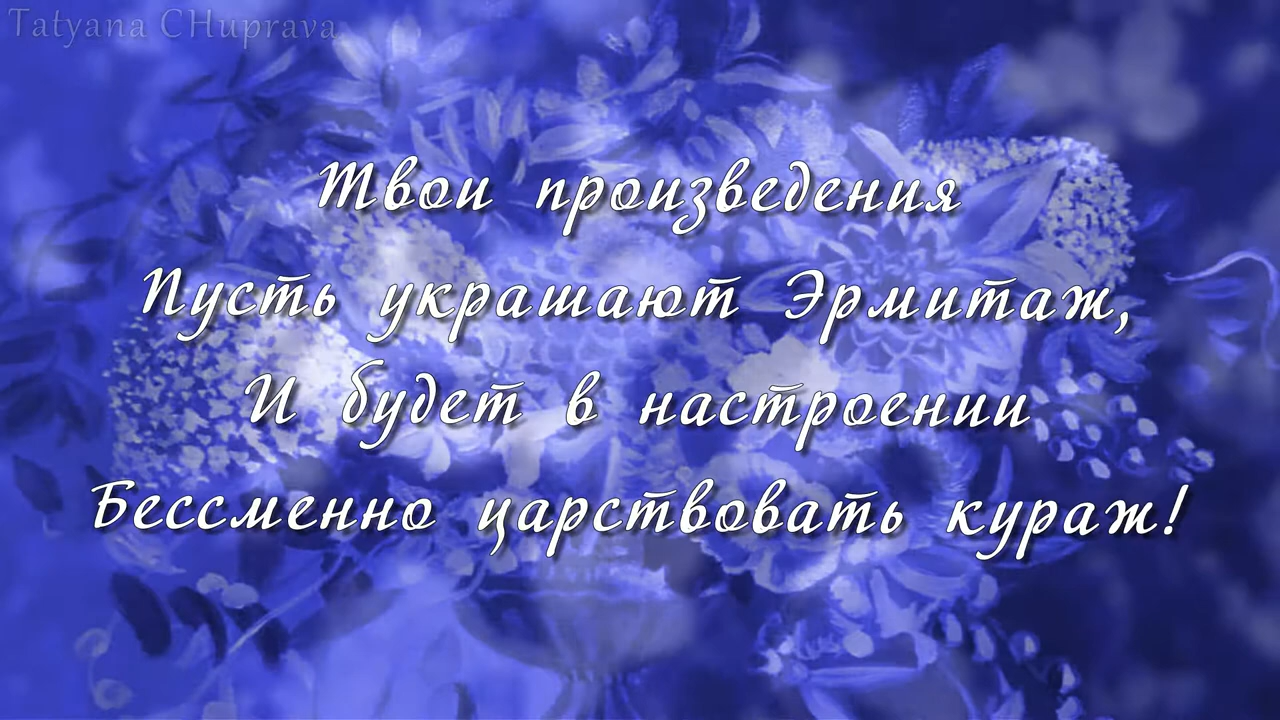 Tatyana CHuprava
Твои произведения
Пусть украшают Эрмитаж,
И будет в настроении
Бессменно царствовать кураж!